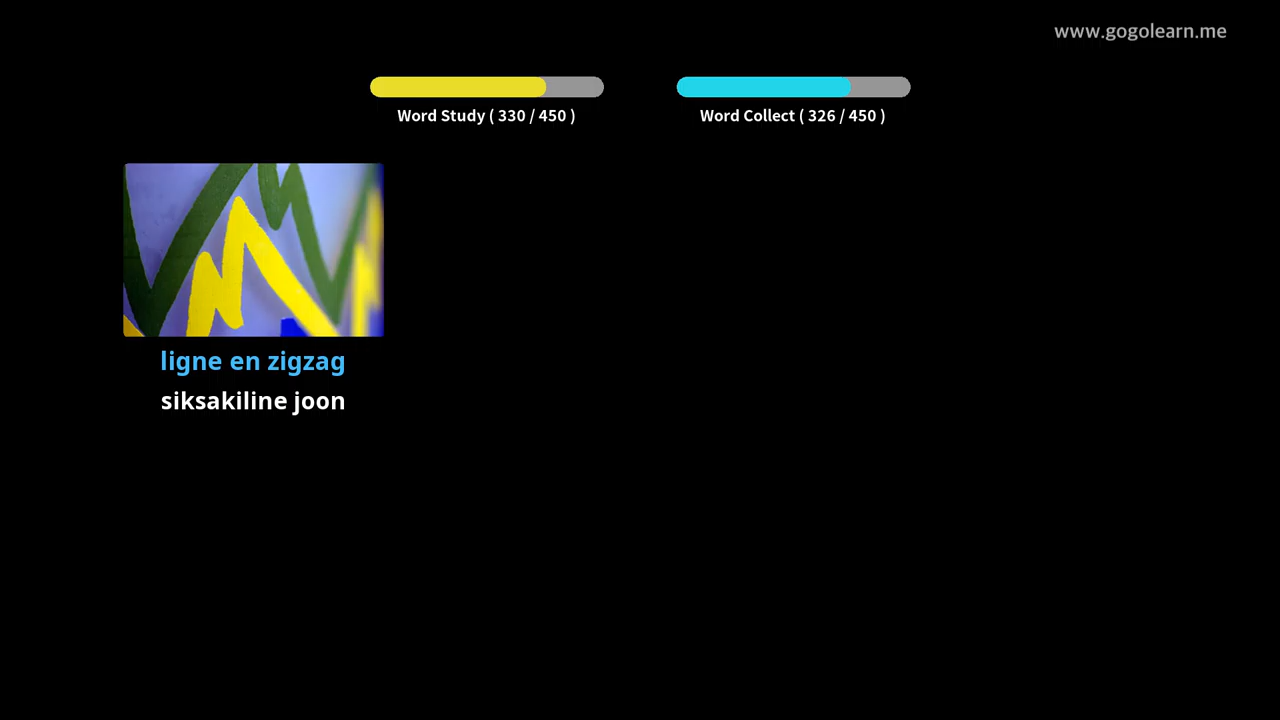 www.gogolearn.me
Word Study ( 330 / 450 )
Word Collect ( 326 / 450 )
ligne en zigzag
siksakiline joon